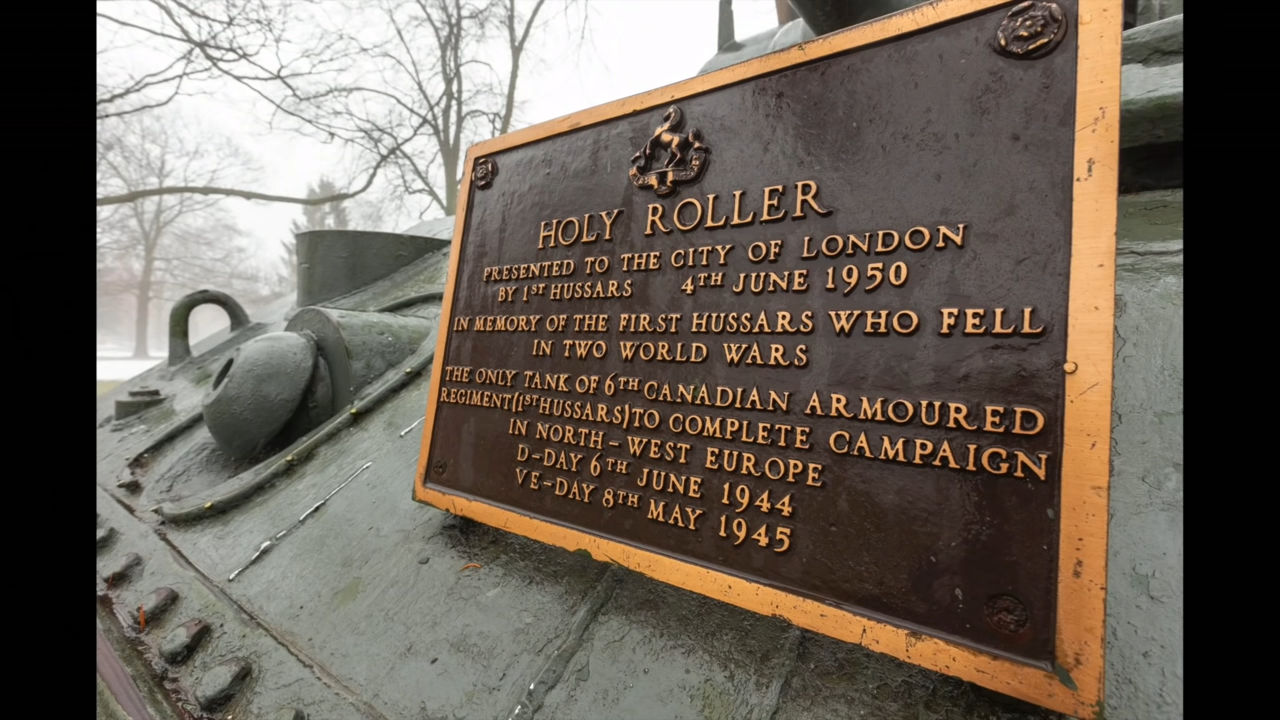 HOLY ROLLER
PRESENTED TO THE CITY OF LONDON
BY 1ST HUSSARS 4TH JUNE 1950
IN MEMORY OF THE FIRST HUSSARS WHO FELL
IN TWO WORLD WARS
THE ONLY TANK OF 6TH CANADIAN ARMOURED
REGIMENT(1ST HUSSARS)TO COMPLETE CAMPAIGN
IN NORTH-WEST EUROPE
D-DAY 6TH JUNE 1944
VE-DAY 8TH MAY 1945